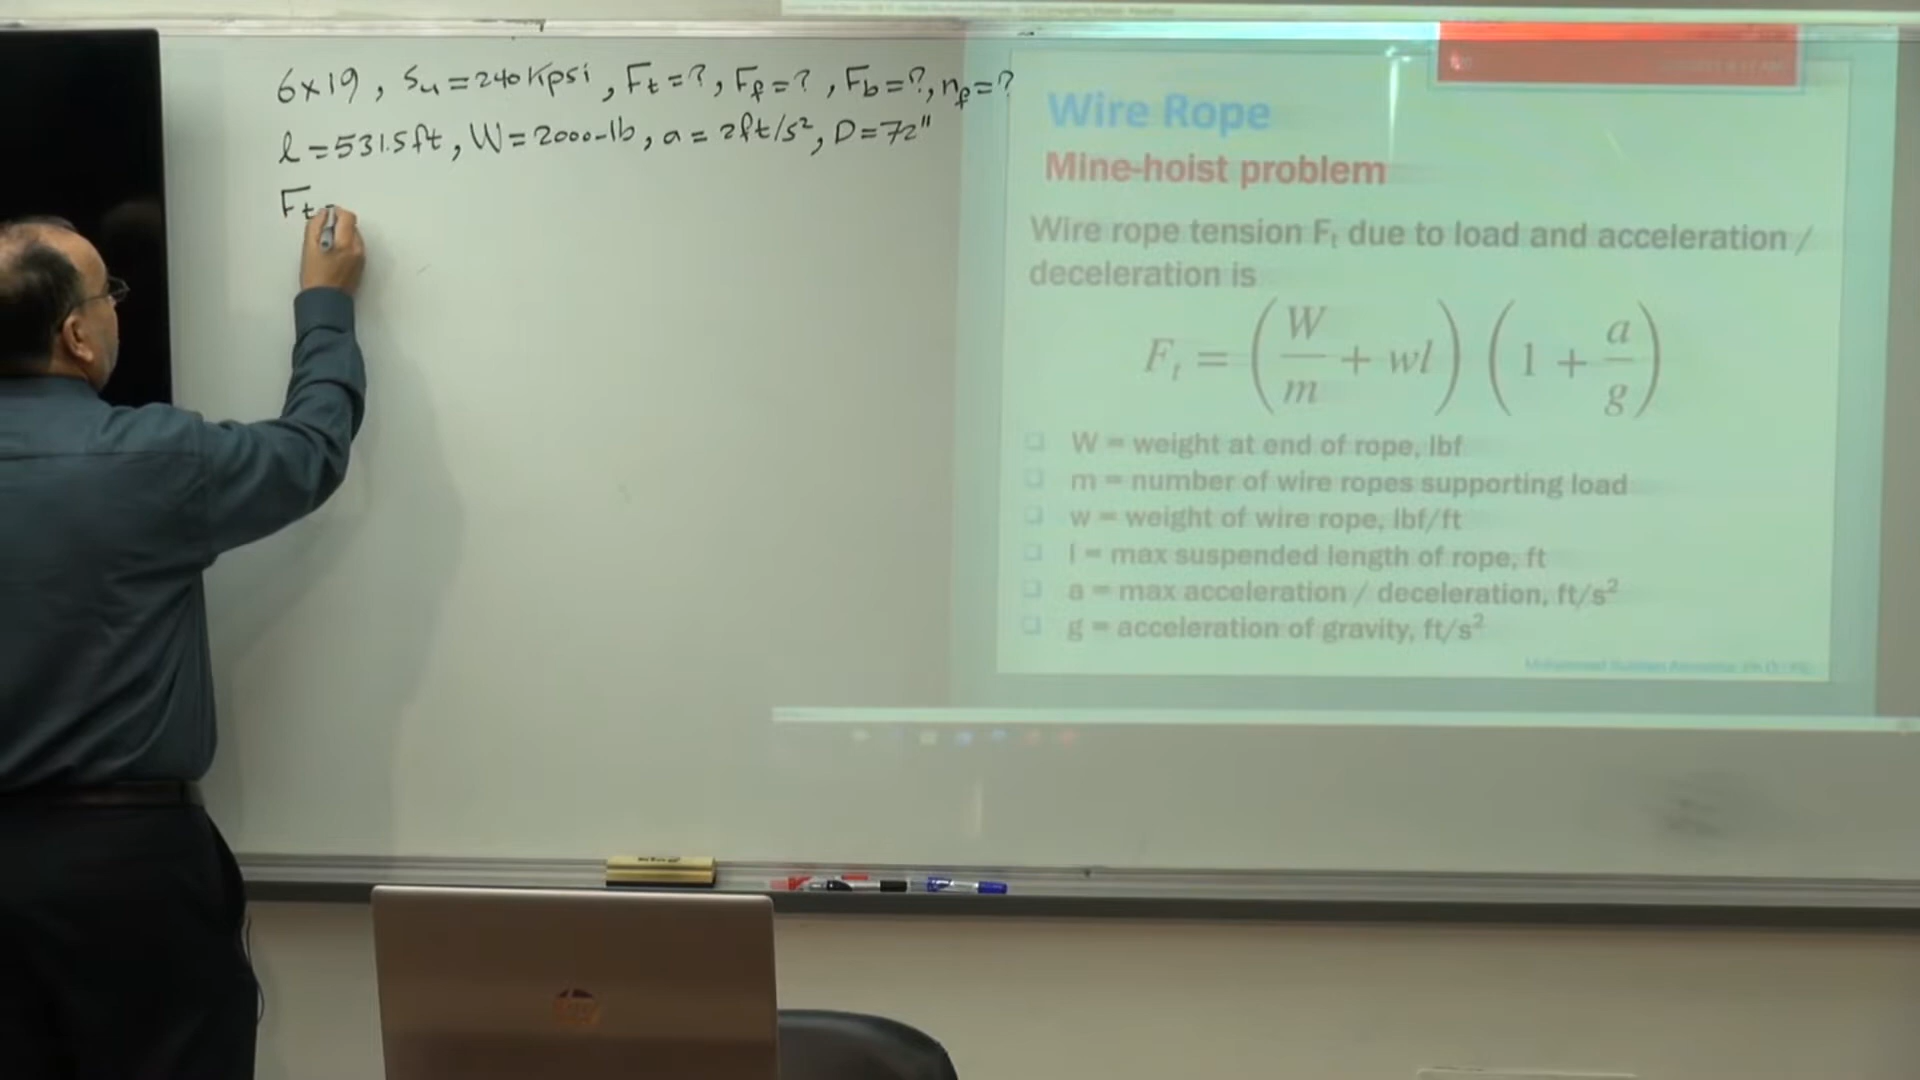 6x19, Su = 240 Kpsi, Ft = ?, Ff = ?, Fb = ?, nf = ?
l = 531.5 ft, W = 2000-lb, a = 2ft/s², D = 72"
Ft =
Wire Rope
Mine-hoist problem
Wire rope tension Ft due to load and acceleration /
deceleration is
Ft = (W/m + wl) (1 + a/g)
W = weight at end of rope, lbf
m = number of wire ropes supporting load
w = weight of wire rope, lbf/ft
l = max suspended length of rope, ft
a = max acceleration / deceleration, ft/s²
g = acceleration of gravity, ft/s²